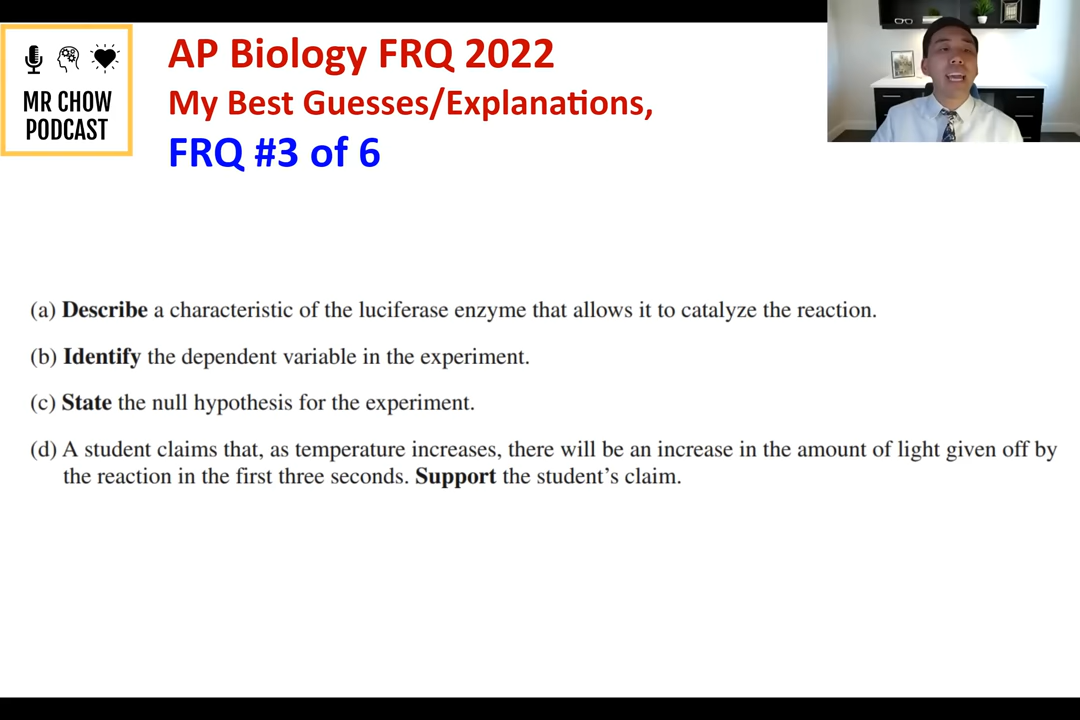 MR CHOW
PODCAST
AP Biology FRQ 2022
My Best Guesses/Explanations,
FRQ #3 of 6
(a) Describe a characteristic of the luciferase enzyme that allows it to catalyze the reaction.
(b) Identify the dependent variable in the experiment.
(c) State the null hypothesis for the experiment.
(d) A student claims that, as temperature increases, there will be an increase in the amount of light given off by
the reaction in the first three seconds. Support the student’s claim.